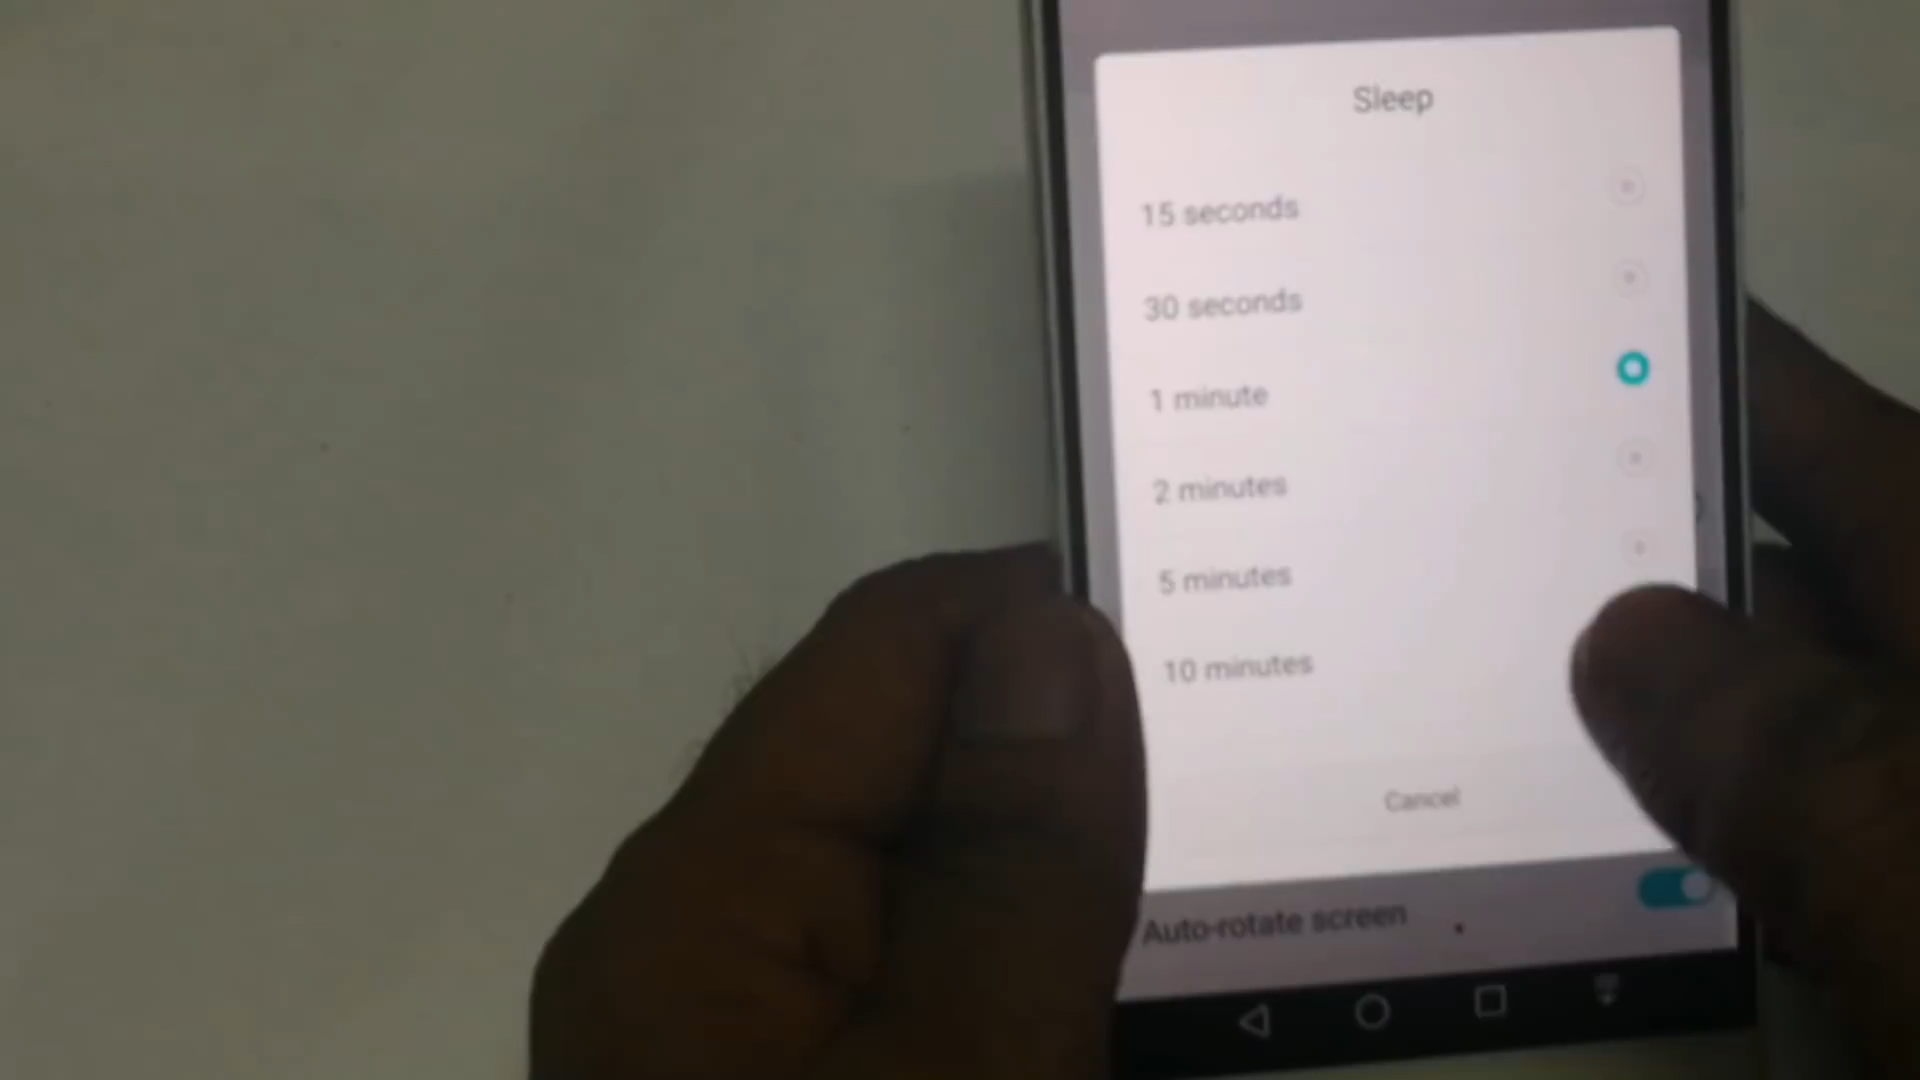 Sleep
15 seconds
30 seconds
1 minute
2 minutes
5 minutes
10 minutes
Cancel
Auto-rotate screen